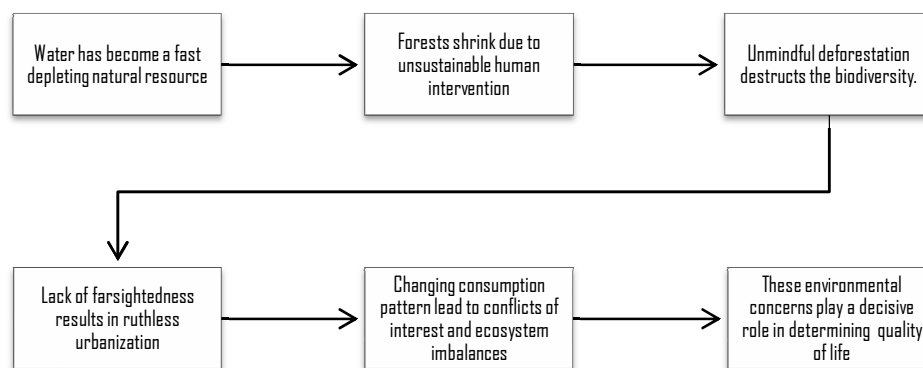 Water has become a fast
depleting natural resource
Forests shrink due to
unsustainable human
intervention
Unmindful deforestation
destructs the biodiversity.
Lack of farsightedness
results in ruthless
urbanization
Changing consumption
pattern lead to conflicts of
interest and ecosystem
imbalances
These environmental
concerns play a decisive
role in determining quality
of life